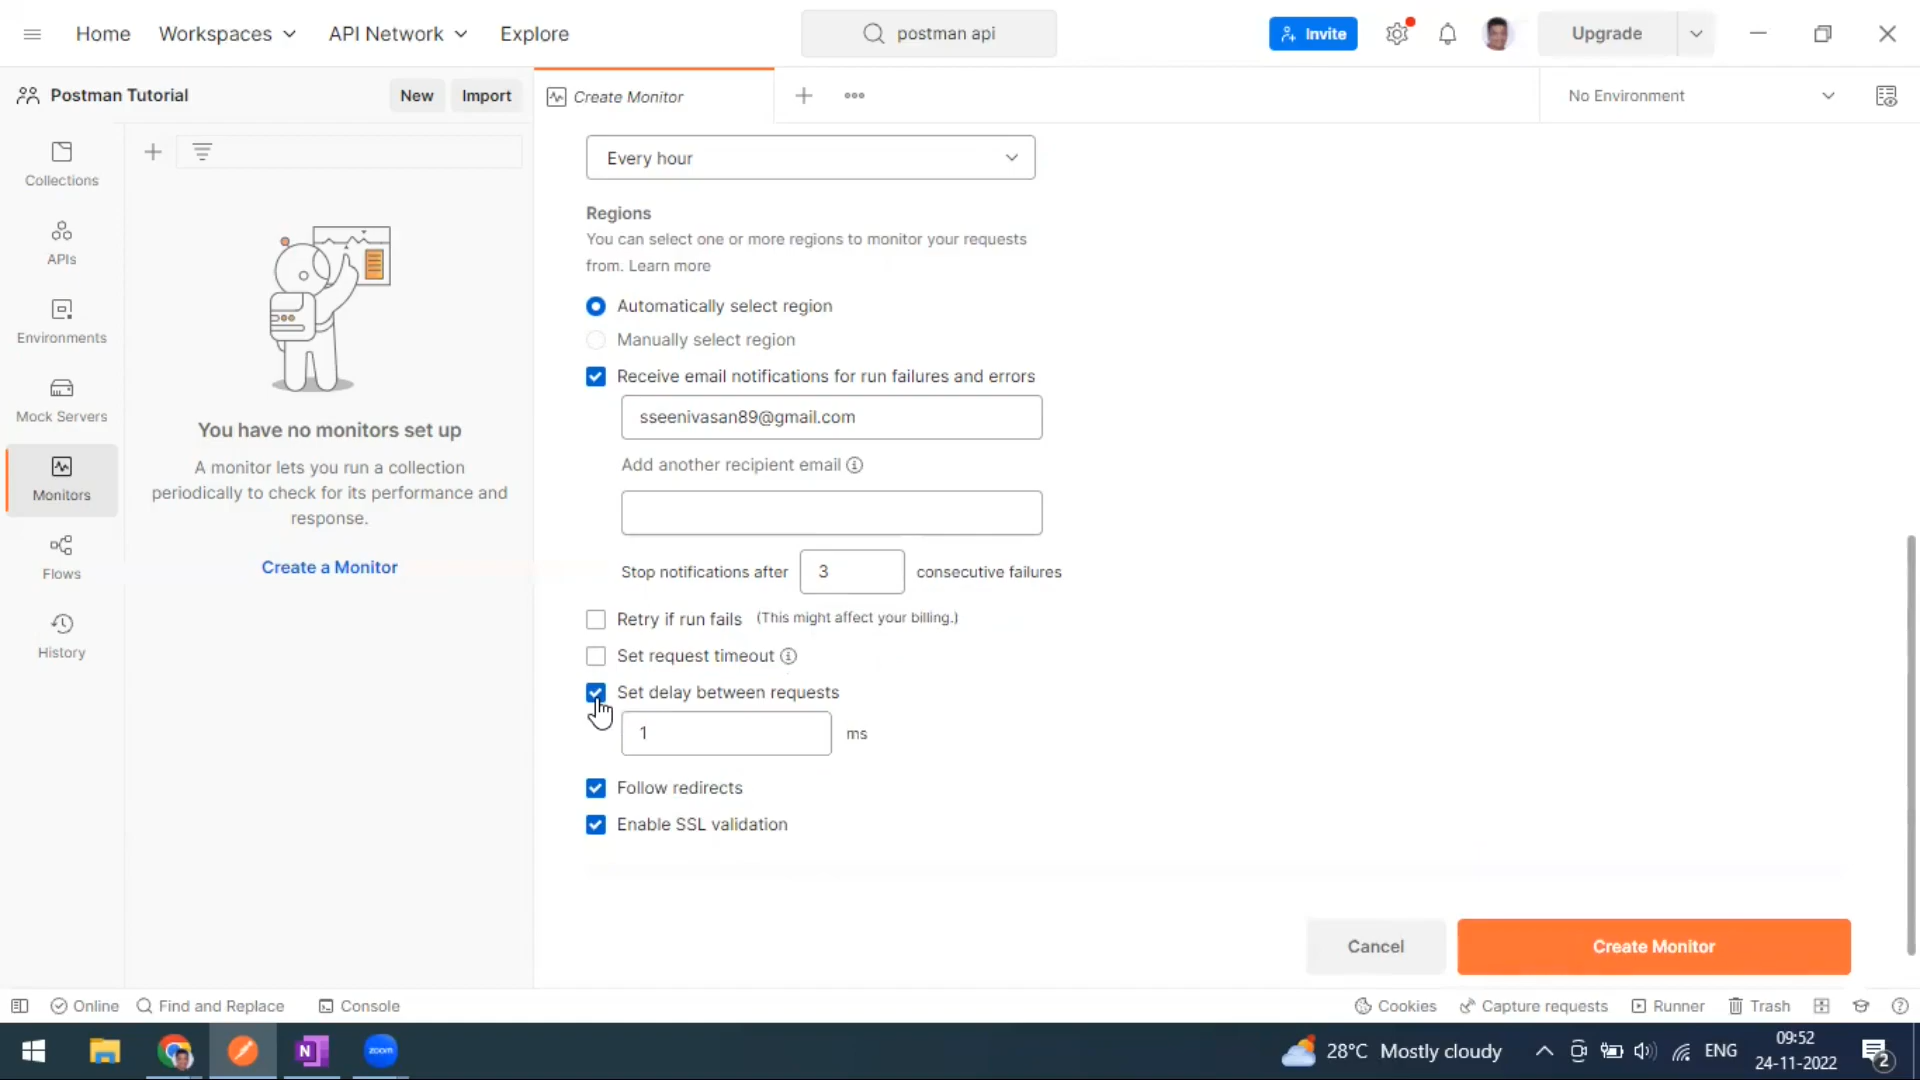 Home
Workspaces
API Network
Explore
postman api
Invite
Upgrade
Postman Tutorial
New
Import
Create Monitor
No Environment
Collections
APIs
Environments
Mock Servers
Monitors
Flows
History
You have no monitors set up
A monitor lets you run a collection
periodically to check for its performance and
response.
Create a Monitor
Every hour
Regions
You can select one or more regions to monitor your requests
from. Learn more
Automatically select region
Manually select region
Receive email notifications for run failures and errors
sseenivasan89@gmail.com
Add another recipient email
Stop notifications after 3 consecutive failures
Retry if run fails (This might affect your billing.)
Set request timeout
Set delay between requests
1 ms
Follow redirects
Enable SSL validation
Cancel
Create Monitor
Online
Find and Replace
Console
Cookies
Capture requests
Runner
Trash
N
zoom
28°C Mostly cloudy
ENG
09:52
24-11-2022
2